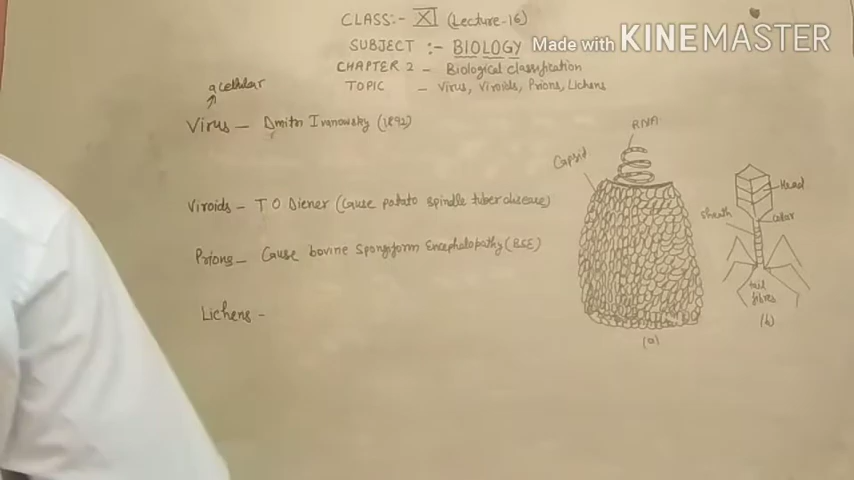 CLASS:- XI (Lecture-16)
SUBJECT :- BIOLOGY
Made with KINEMASTER
CHAPTER 2 - Biological classification
TOPIC - Virus, Viroids, Prions, Lichens
acellular
Virus - Dmitri Ivanowsky (1892)
RNA
Capsid
Head
collar
sheath
tail
fibres
(a)
(b)
Viroids - T O Diener (Cause potato spindle tuber disease)
Prions - Cause bovine Spongiform Encephalopathy (BSE)
Lichens -